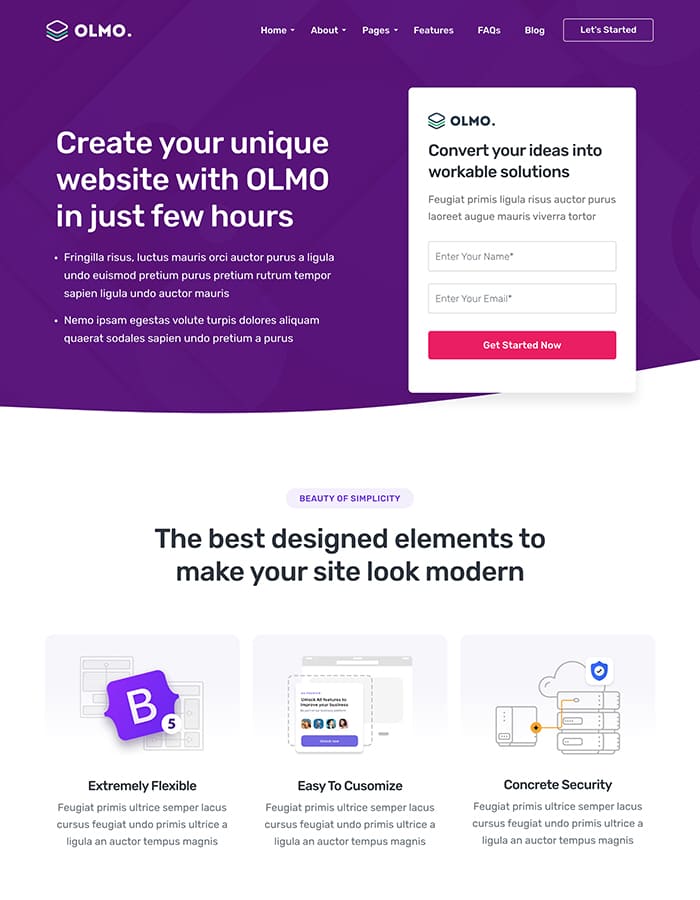 OLMO.
Home About Pages Features FAQs Blog Let's Started
Create your unique
website with OLMO
in just few hours
• Fringilla risus, luctus mauris orci auctor purus a ligula
undo euismod pretium purus pretium rutrum tempor
sapien ligula undo auctor mauris
• Nemo ipsam egestas volute turpis dolores aliquam
quaerat sodales sapien undo pretium a purus
OLMO.
Convert your ideas into
workable solutions
Feugiat primis ligula risus auctor purus
laoreet augue mauris viverra tortor
Enter Your Name*
Enter Your Email*
Get Started Now
BEAUTY OF SIMPLICITY
The best designed elements to
make your site look modern
B
5
Unlock All features to
Improve your business
Extremely Flexible
Feugiat primis ultrice semper lacus
cursus feugiat undo primis ultrice a
ligula an auctor tempus magnis
Easy To Cusomize
Feugiat primis ultrice semper lacus
cursus feugiat undo primis ultrice a
ligula an auctor tempus magnis
Concrete Security
Feugiat primis ultrice semper lacus
cursus feugiat undo primis ultrice a
ligula an auctor tempus magnis